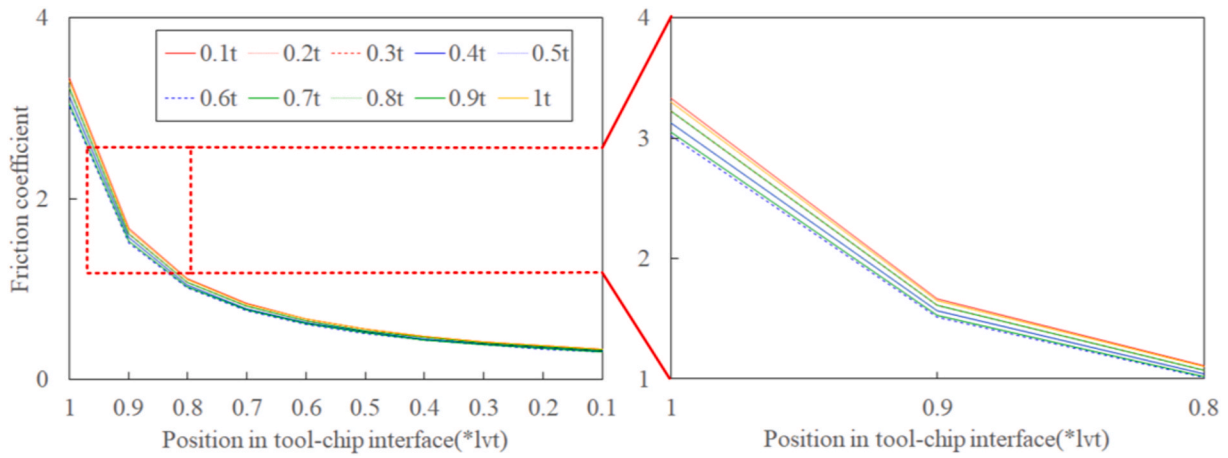 4
0.1t 0.2t 0.3t 0.4t 0.5t
0.6t 0.7t 0.8t 0.9t 1t
2
0
Friction coefficient
1 0.9 0.8 0.7 0.6 0.5 0.4 0.3 0.2 0.1
Position in tool-chip interface(*lvt)
4
3
2
1
1 0.9 0.8
Position in tool-chip interface(*lvt)